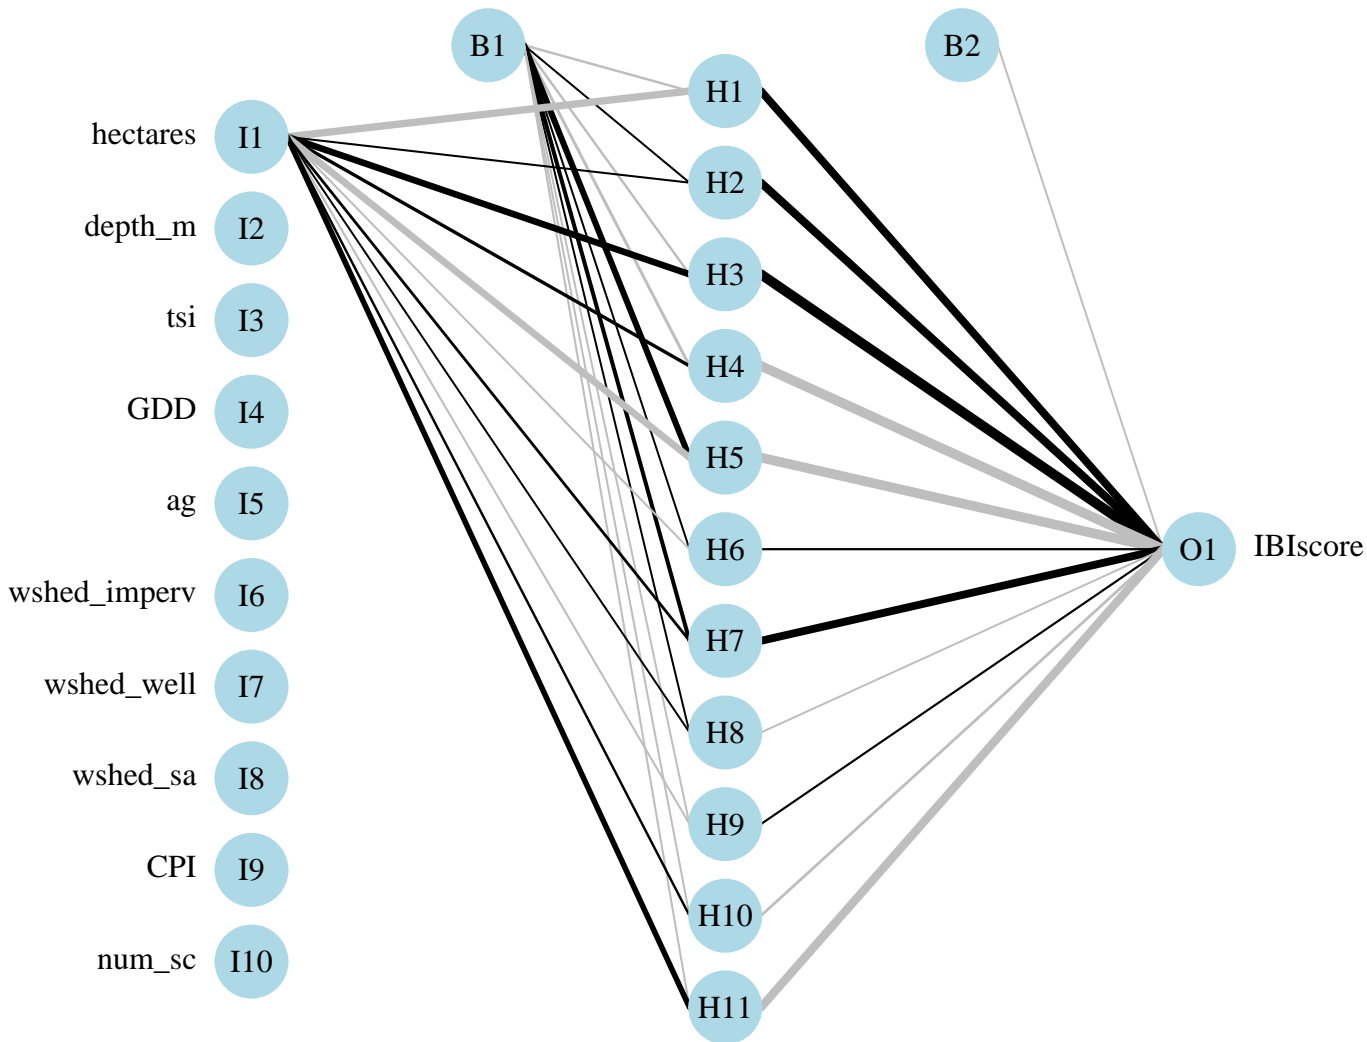 B1
B2
H1
hectares I1
H2
depth_m I2
H3
tsi I3
H4
GDD I4
H5
ag I5
H6
O1 IBIscore
wshed_imperv I6
H7
wshed_well I7
H8
wshed_sa I8
H9
CPI I9
H10
num_sc I10
H11